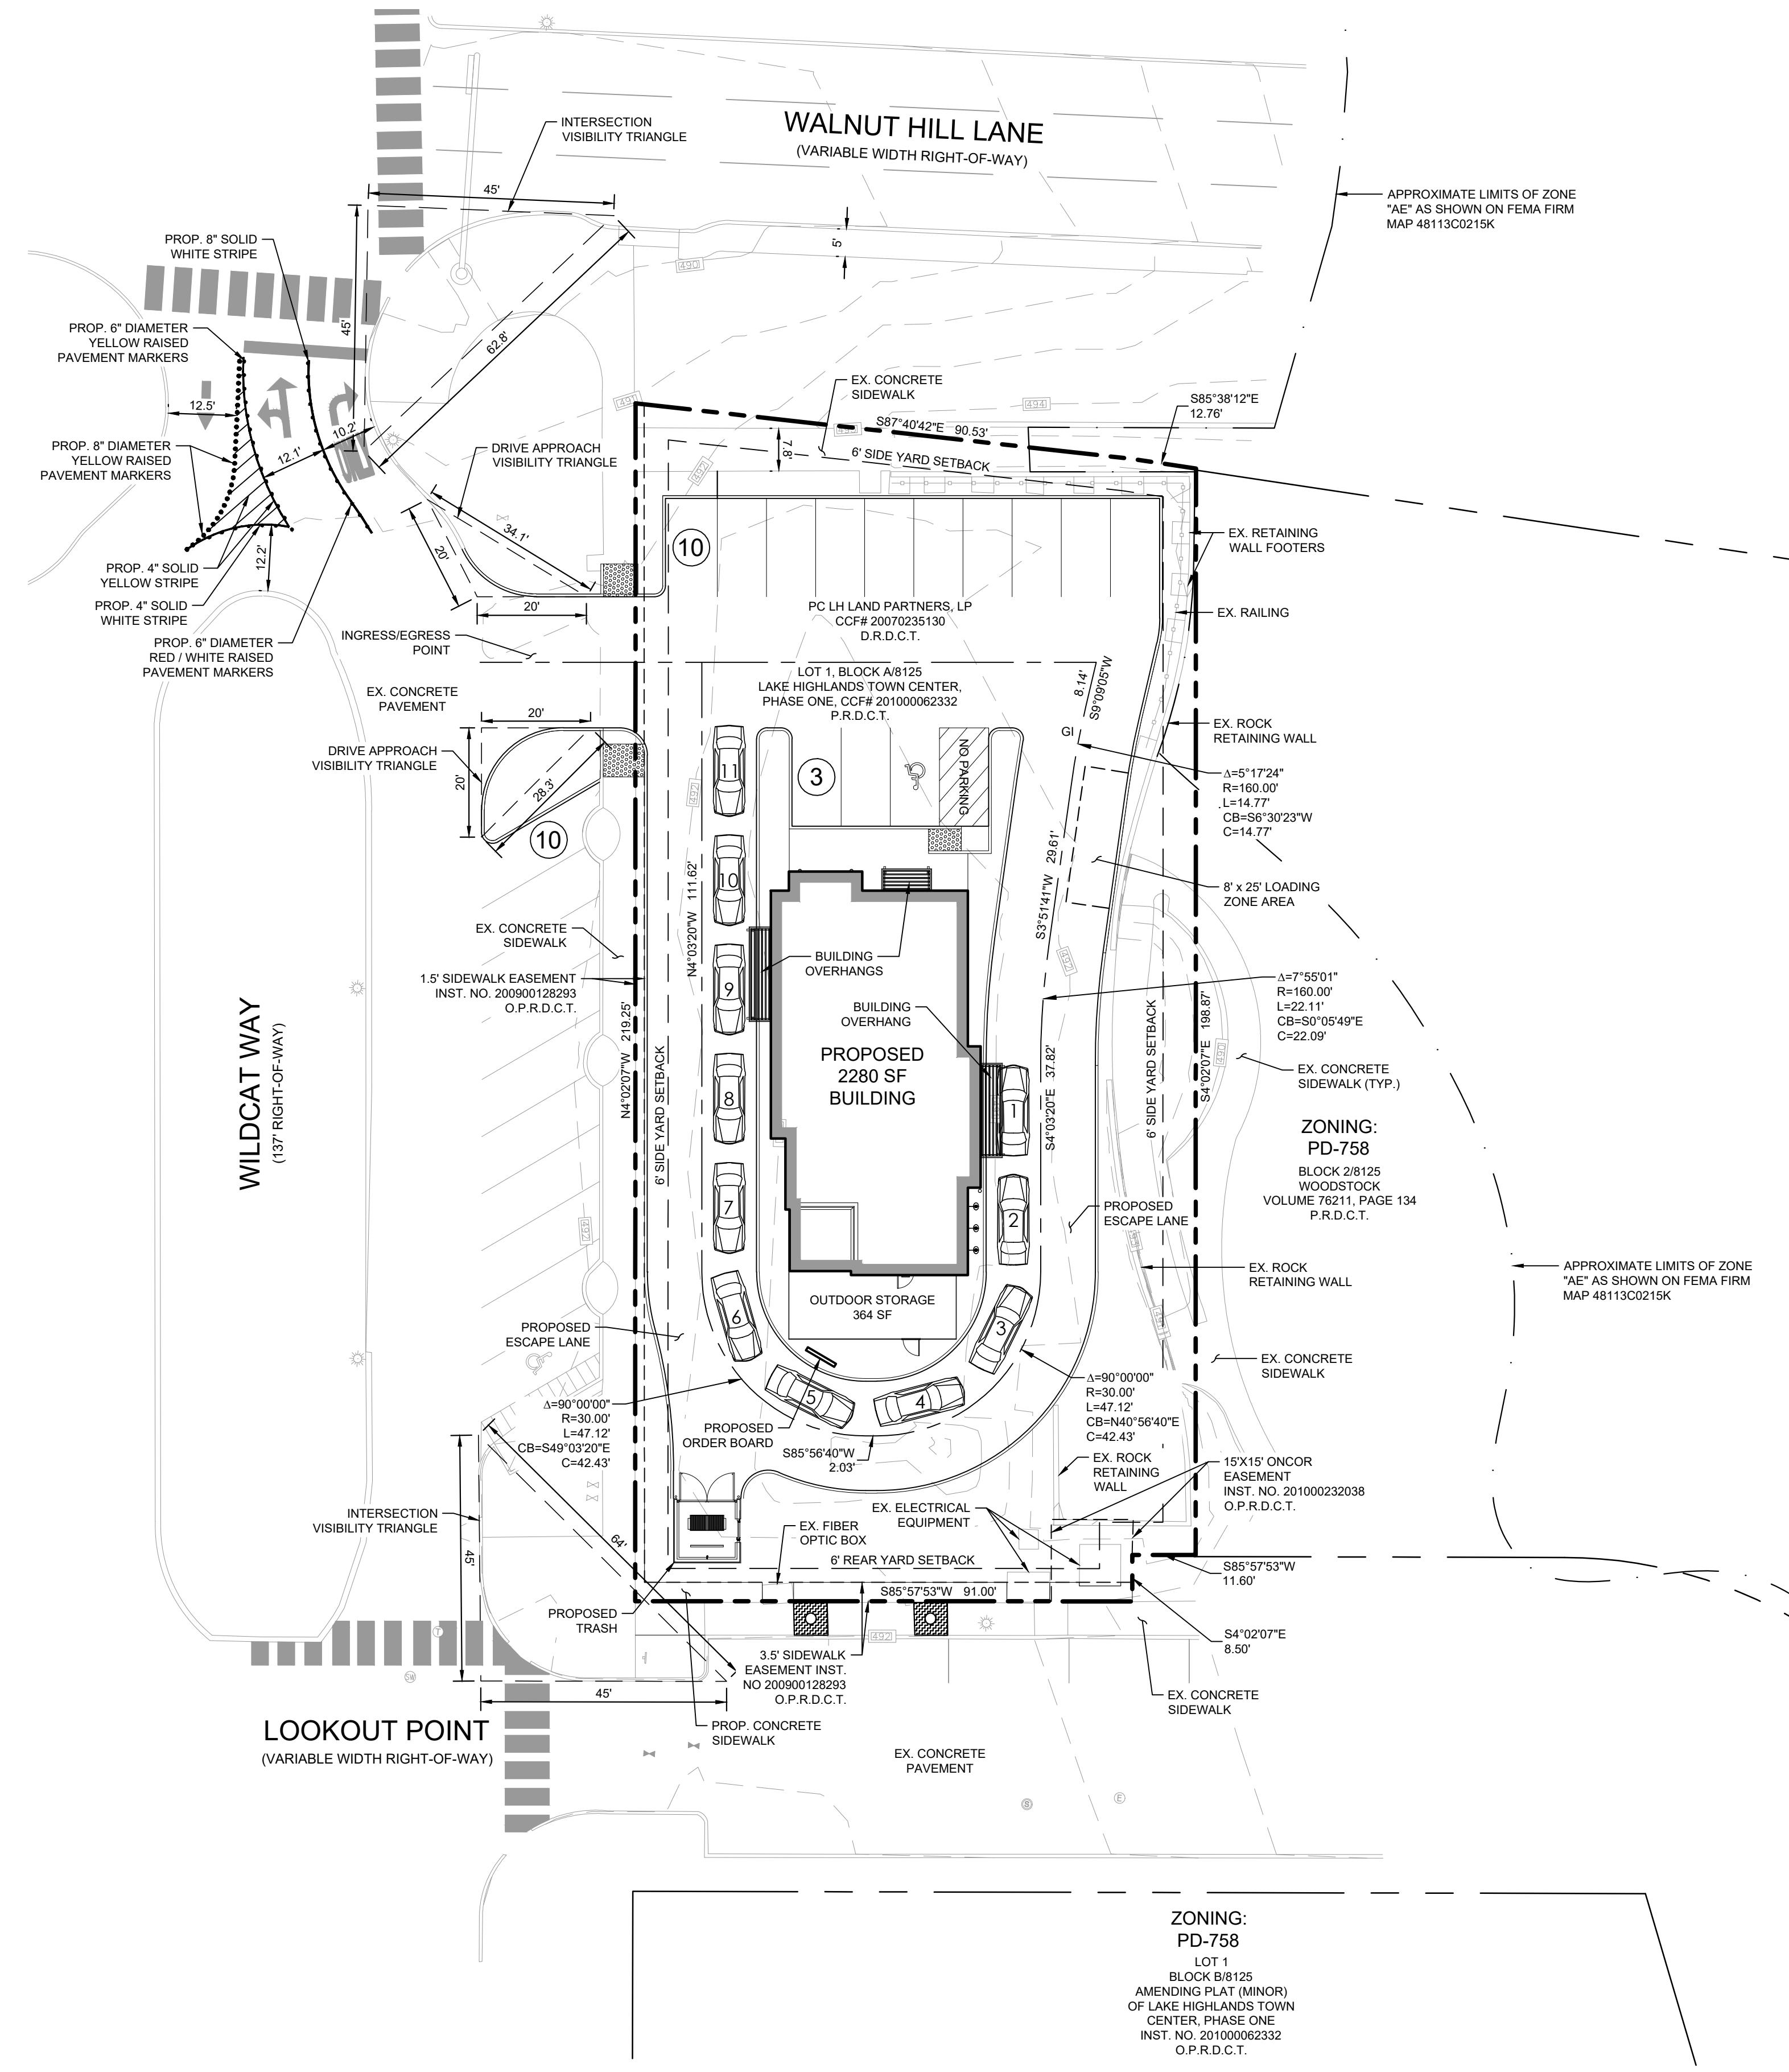 WALNUT HILL LANE
(VARIABLE WIDTH RIGHT-OF-WAY)
INTERSECTION
VISIBILITY TRIANGLE
45'
45'
62.8'
5'
490
APPROXIMATE LIMITS OF ZONE
"AE" AS SHOWN ON FEMA FIRM
MAP 48113C0215K
PROP. 8" SOLID
WHITE STRIPE
PROP. 6" DIAMETER
YELLOW RAISED
PAVEMENT MARKERS
12.5'
10.2'
12.1'
PROP. 8" DIAMETER
YELLOW RAISED
PAVEMENT MARKERS
12.2'
PROP. 4" SOLID
YELLOW STRIPE
PROP. 4" SOLID
WHITE STRIPE
PROP. 6" DIAMETER
RED / WHITE RAISED
PAVEMENT MARKERS
DRIVE APPROACH
VISIBILITY TRIANGLE
34.1'
20'
20'
EX. CONCRETE
SIDEWALK
494
S85°38'12"E
12.76'
S87°40'42"E 90.53'
7.8'
6' SIDE YARD SETBACK
492
10
EX. RETAINING
WALL FOOTERS
EX. RAILING
PC LH LAND PARTNERS, LP
CCF# 20070235130
D.R.D.C.T.
INGRESS/EGRESS
POINT
LOT 1, BLOCK A/8125
LAKE HIGHLANDS TOWN CENTER,
PHASE ONE, CCF# 201000062332
P.R.D.C.T.
8.14'
S9°09'05"W
GI
EX. CONCRETE
PAVEMENT
20'
EX. ROCK
RETAINING WALL
DRIVE APPROACH
VISIBILITY TRIANGLE
20'
28.3'
10
11
3
NO PARKING
Δ=5°17'24"
R=160.00'
L=14.77'
CB=S6°30'23"W
C=14.77'
492
10
N4°03'20"W 111.62'
S3°51'41"W 29.61'
8' x 25' LOADING
ZONE AREA
EX. CONCRETE
SIDEWALK
BUILDING
OVERHANGS
492
1.5' SIDEWALK EASEMENT
INST. NO. 200900128293
O.P.R.D.C.T.
9
BUILDING
OVERHANG
Δ=7°55'01"
R=160.00'
L=22.11'
CB=S0°05'49"E
C=22.09'
WILDCAT WAY
(137' RIGHT-OF-WAY)
N4°02'07"W 219.25'
6' SIDE YARD SETBACK
PROPOSED
2280 SF
BUILDING
8
1
S4°03'20"E 37.82'
6' SIDE YARD SETBACK
S4°02'07"E 198.87'
490
EX. CONCRETE
SIDEWALK (TYP.)
ZONING:
PD-758
BLOCK 2/8125
WOODSTOCK
VOLUME 76211, PAGE 134
P.R.D.C.T.
7
2
492
PROPOSED
ESCAPE LANE
EX. ROCK
RETAINING WALL
APPROXIMATE LIMITS OF ZONE
"AE" AS SHOWN ON FEMA FIRM
MAP 48113C0215K
OUTDOOR STORAGE
364 SF
6
3
PROPOSED
ESCAPE LANE
EX. CONCRETE
SIDEWALK
5
4
Δ=90°00'00"
R=30.00'
L=47.12'
CB=S49°03'20"E
C=42.43'
Δ=90°00'00"
R=30.00'
L=47.12'
CB=N40°56'40"E
C=42.43'
PROPOSED
ORDER BOARD
S85°56'40"W
2.03'
EX. ROCK
RETAINING
WALL
15'X15' ONCOR
EASEMENT
INST. NO. 201000232038
O.P.R.D.C.T.
INTERSECTION
VISIBILITY TRIANGLE
45'
64'
EX. FIBER
OPTIC BOX
EX. ELECTRICAL
EQUIPMENT
6' REAR YARD SETBACK
S85°57'53"W
11.60'
S85°57'53"W 91.00'
PROPOSED
TRASH
492
S4°02'07"E
8.50'
3.5' SIDEWALK
EASEMENT INST.
NO 200900128293
O.P.R.D.C.T.
45'
PROP. CONCRETE
SIDEWALK
EX. CONCRETE
SIDEWALK
LOOKOUT POINT
(VARIABLE WIDTH RIGHT-OF-WAY)
EX. CONCRETE
PAVEMENT
ZONING:
PD-758
LOT 1
BLOCK B/8125
AMENDING PLAT (MINOR)
OF LAKE HIGHLANDS TOWN
CENTER, PHASE ONE
INST. NO. 201000062332
O.P.R.D.C.T.